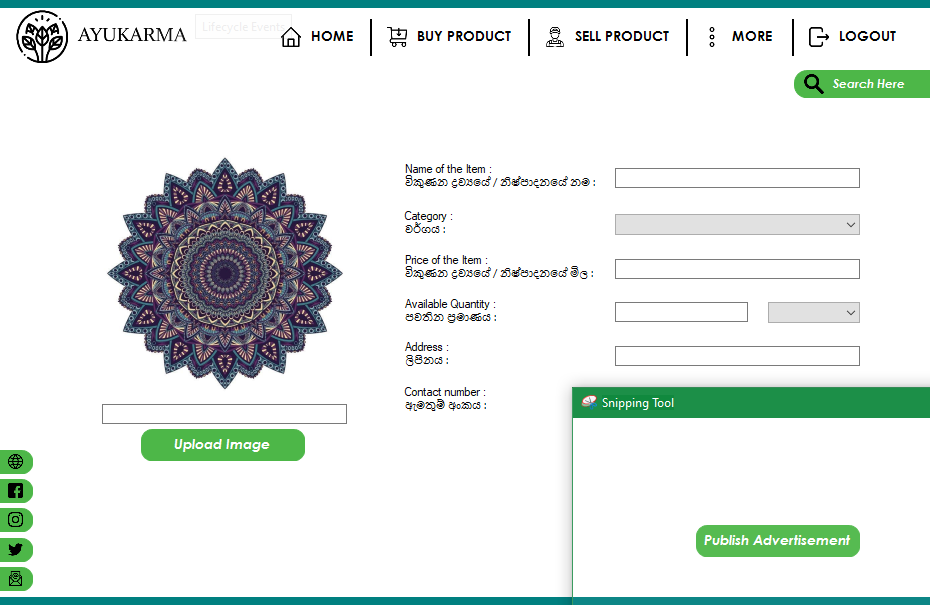 AYUKARMA
Lifecycle Events
HOME
BUY PRODUCT
SELL PRODUCT
MORE
LOGOUT
Search Here
Name of the Item :
විකුණන ද්‍රව්‍යයේ / නිෂ්පාදනයේ නම :
Category :
වර්ගය :
Price of the Item :
විකුණන ද්‍රව්‍යයේ / නිෂ්පාදනයේ මිල :
Available Quantity :
පවතින ප්‍රමාණය :
Address :
ලිපිනය :
Contact number :
ඇමතුම් අංකය :
Upload Image
Snipping Tool
Publish Advertisement